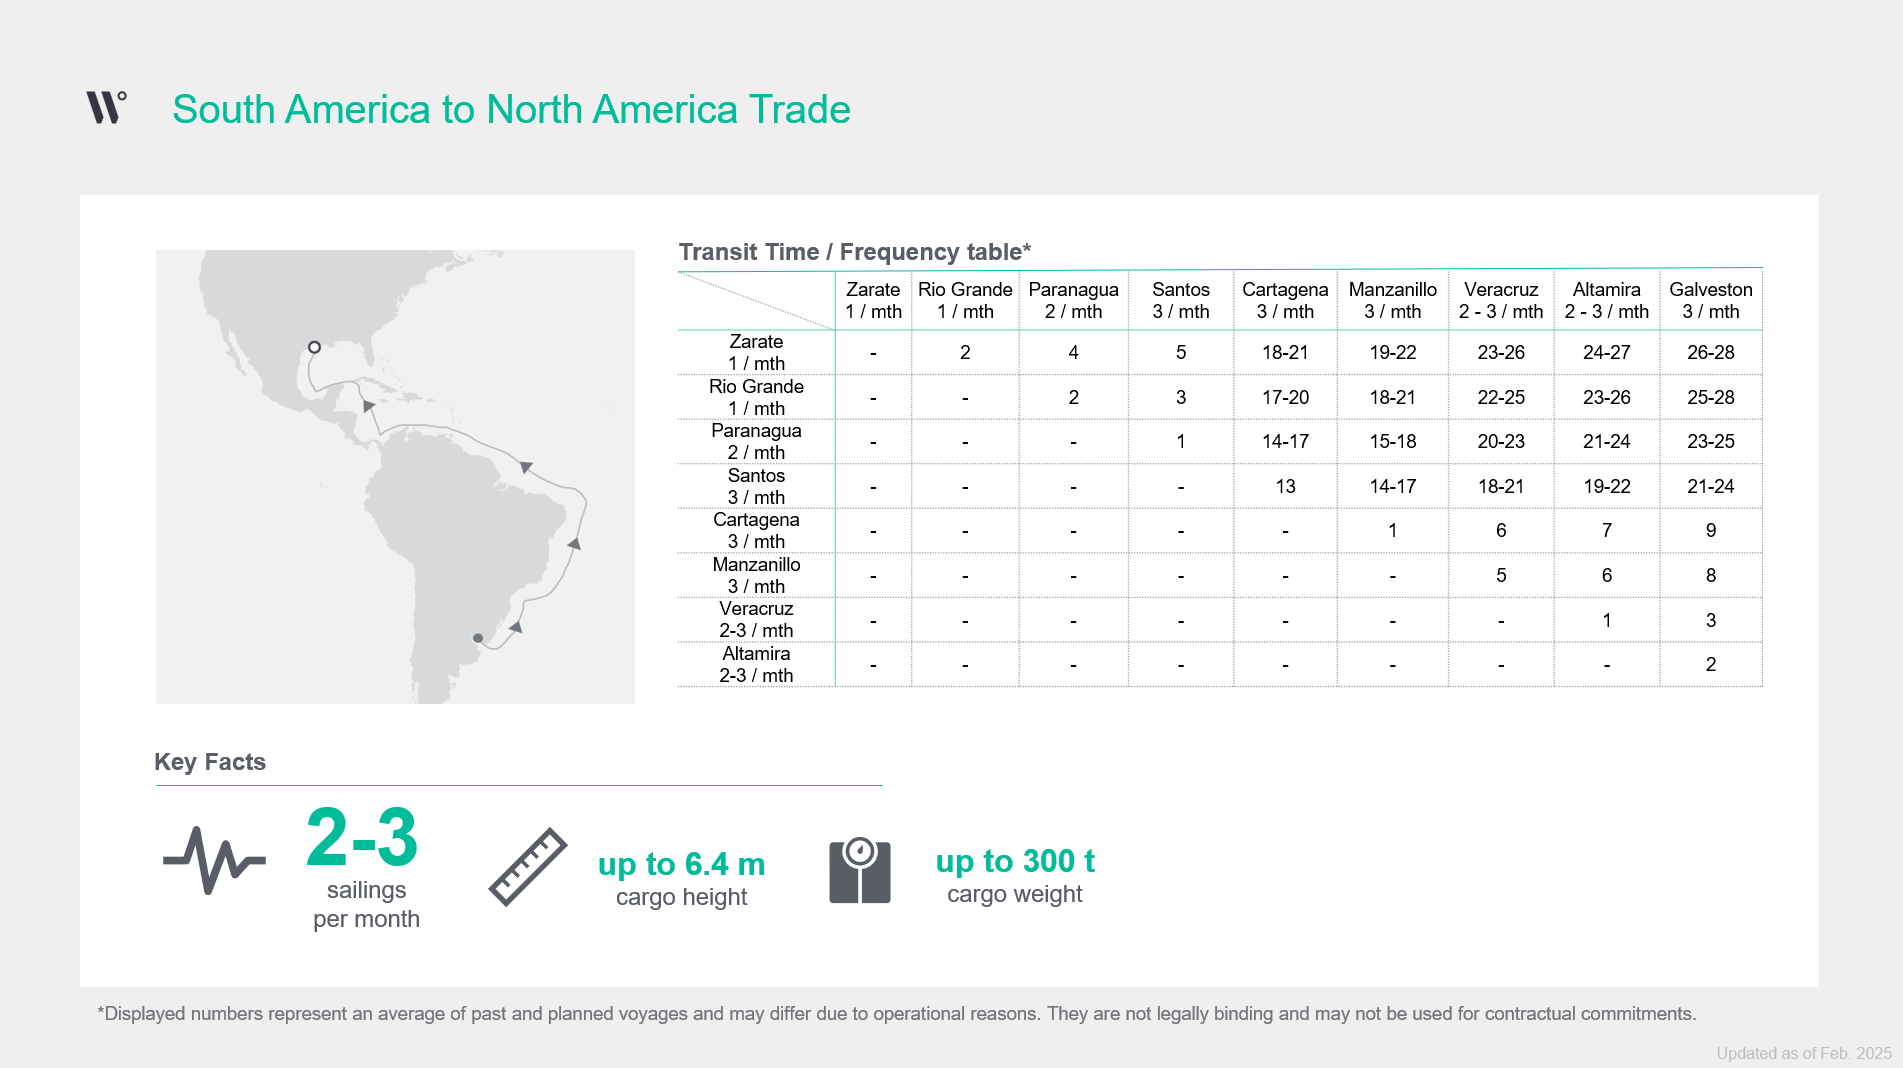 South America to North America Trade
Transit Time / Frequency table*
Zarate Rio Grande Paranagua Santos Cartagena Manzanillo Veracruz Altamira Galveston
1 / mth 1 / mth 2 / mth 3 / mth 3 / mth 3 / mth 2 - 3 / mth 2 - 3 / mth 3 / mth
Zarate
1 / mth
- 2 4 5 18-21 19-22 23-26 24-27 26-28
Rio Grande
1 / mth
- - 2 3 17-20 18-21 22-25 23-26 25-28
Paranagua
2 / mth
- - - 1 14-17 15-18 20-23 21-24 23-25
Santos
3 / mth
- - - - 13 14-17 18-21 19-22 21-24
Cartagena
3 / mth
- - - - - 1 6 7 9
Manzanillo
3 / mth
- - - - - - 5 6 8
Veracruz
2-3 / mth
- - - - - - - 1 3
Altamira
2-3 / mth
- - - - - - - - 2
Key Facts
2-3
sailings
per month
up to 6.4 m
cargo height
up to 300 t
cargo weight
*Displayed numbers represent an average of past and planned voyages and may differ due to operational reasons. They are not legally binding and may not be used for contractual commitments.
Updated as of Feb. 2025